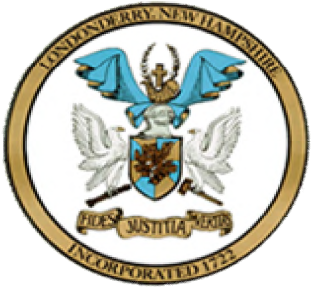 LONDONDERRY, NEW HAMPSHIRE
FIDES JUSTITIA VERITAS
INCORPORATED 1722